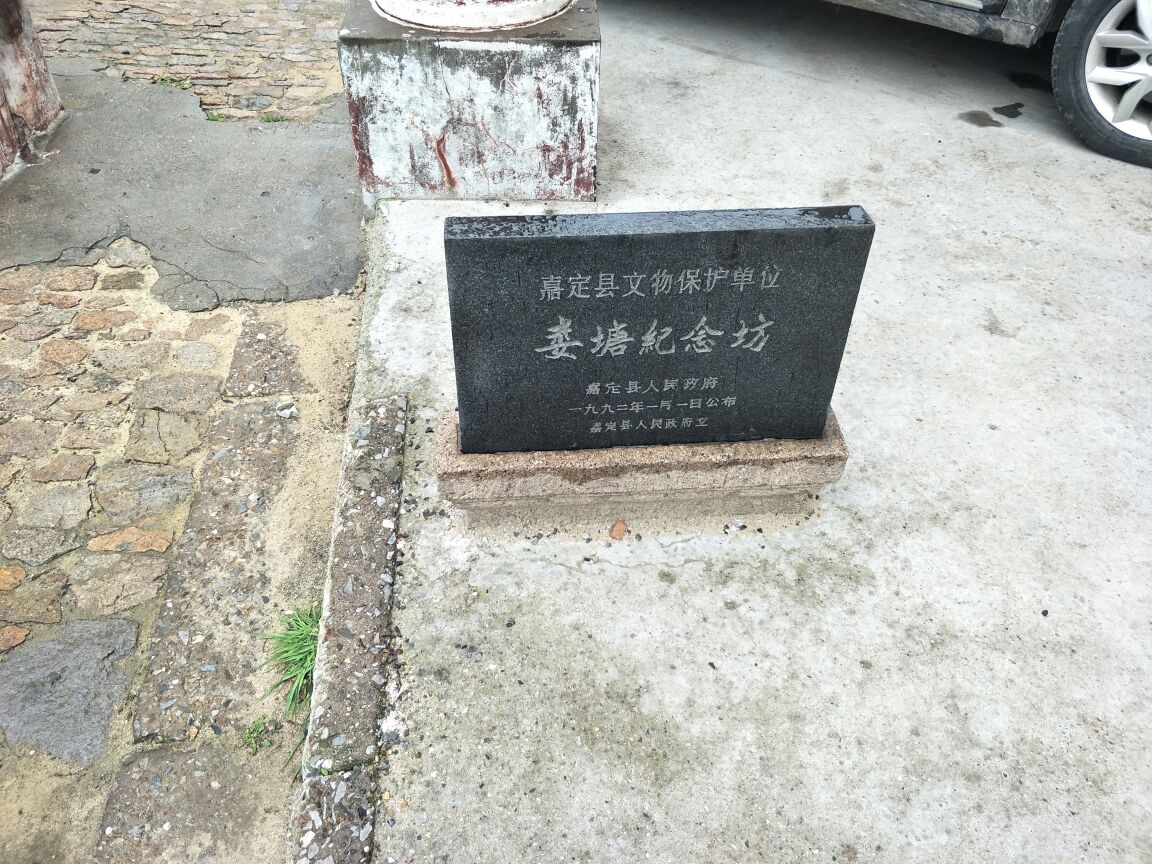 嘉定县文物保护单位
娄塘紀念坊
嘉定县人民政府
一九九二年一月一日公布
嘉定县人民政府立